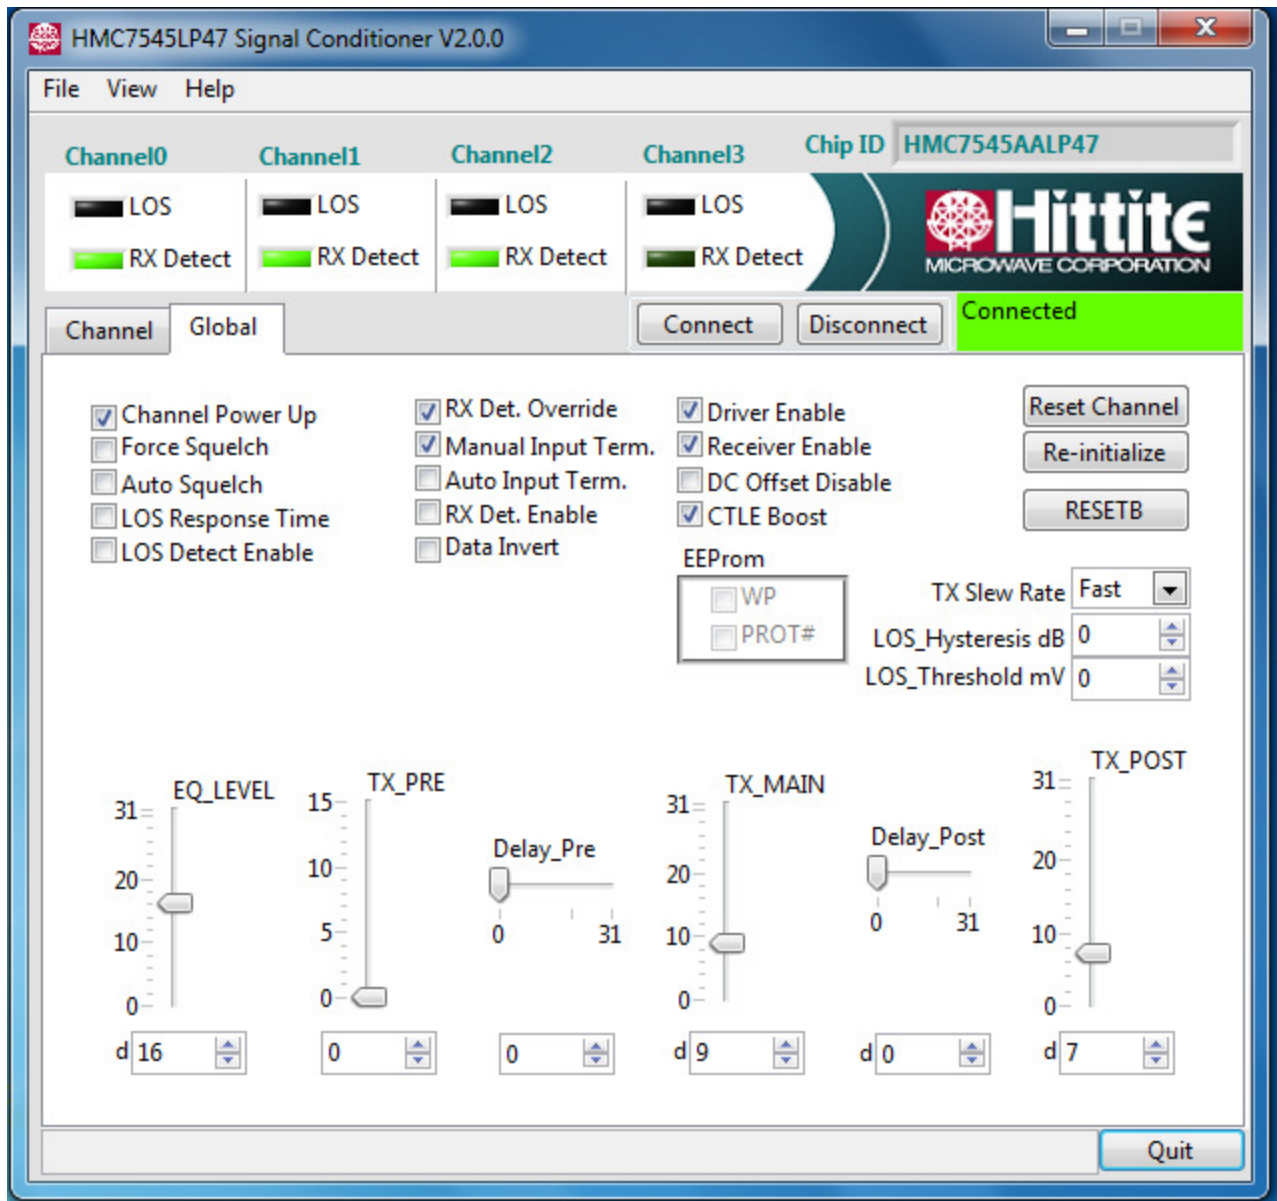 HMC7545LP47 Signal Conditioner V2.0.0
File View Help
Channel0 Channel1 Channel2 Channel3 Chip ID HMC7545AALP47
LOS LOS LOS LOS
RX Detect RX Detect RX Detect RX Detect
Hittite
MICROWAVE CORPORATION
Channel Global Connect Disconnect Connected
Channel Power Up RX Det. Override Driver Enable Reset Channel
Force Squelch Manual Input Term. Receiver Enable Re-initialize
Auto Squelch Auto Input Term. DC Offset Disable
LOS Response Time RX Det. Enable CTLE Boost RESETB
LOS Detect Enable Data Invert
EEProm
WP
PROT#
TX Slew Rate Fast
LOS_Hysteresis dB 0
LOS_Threshold mV 0
EQ_LEVEL TX_PRE TX_MAIN TX_POST
31 15 31 31
Delay_Pre Delay_Post
20 10 20 20
10 5 0 31 10 0 31 10
0 0 0 0
d 16 0 0 d 9 d 0 d 7
Quit